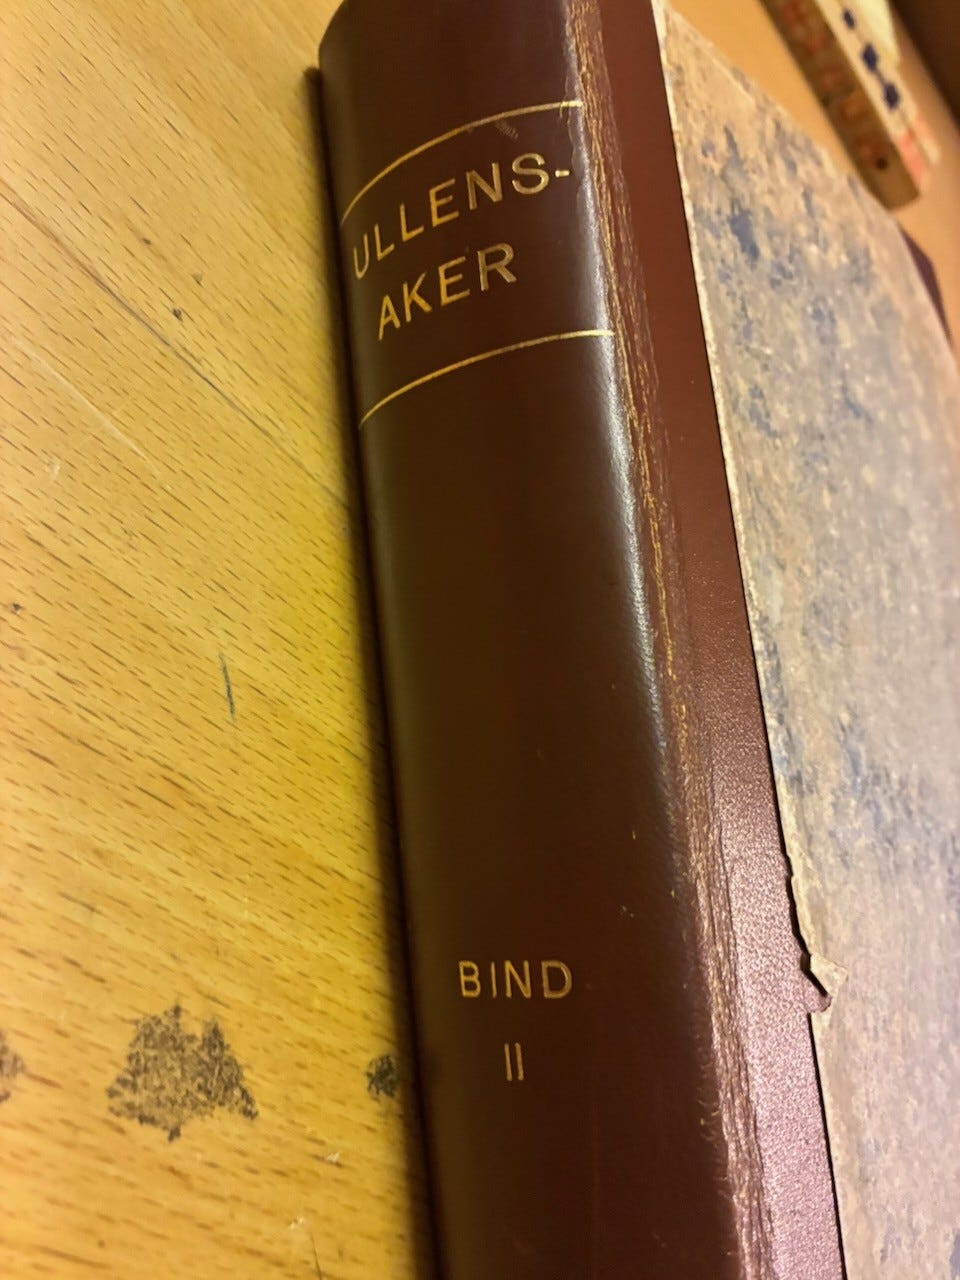 ULLENS-
AKER
BIND
II